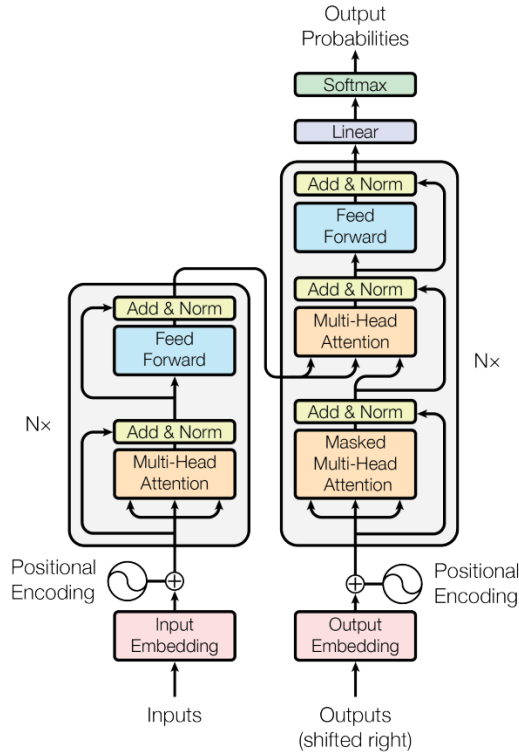 Output
Probabilities
Softmax
Linear
Add & Norm
Feed
Forward
Add & Norm
Multi-Head
Attention
Add & Norm
Masked
Multi-Head
Attention
N×
Add & Norm
Feed
Forward
Add & Norm
Multi-Head
Attention
N×
Positional
Encoding
Positional
Encoding
Input
Embedding
Output
Embedding
Inputs
Outputs
(shifted right)